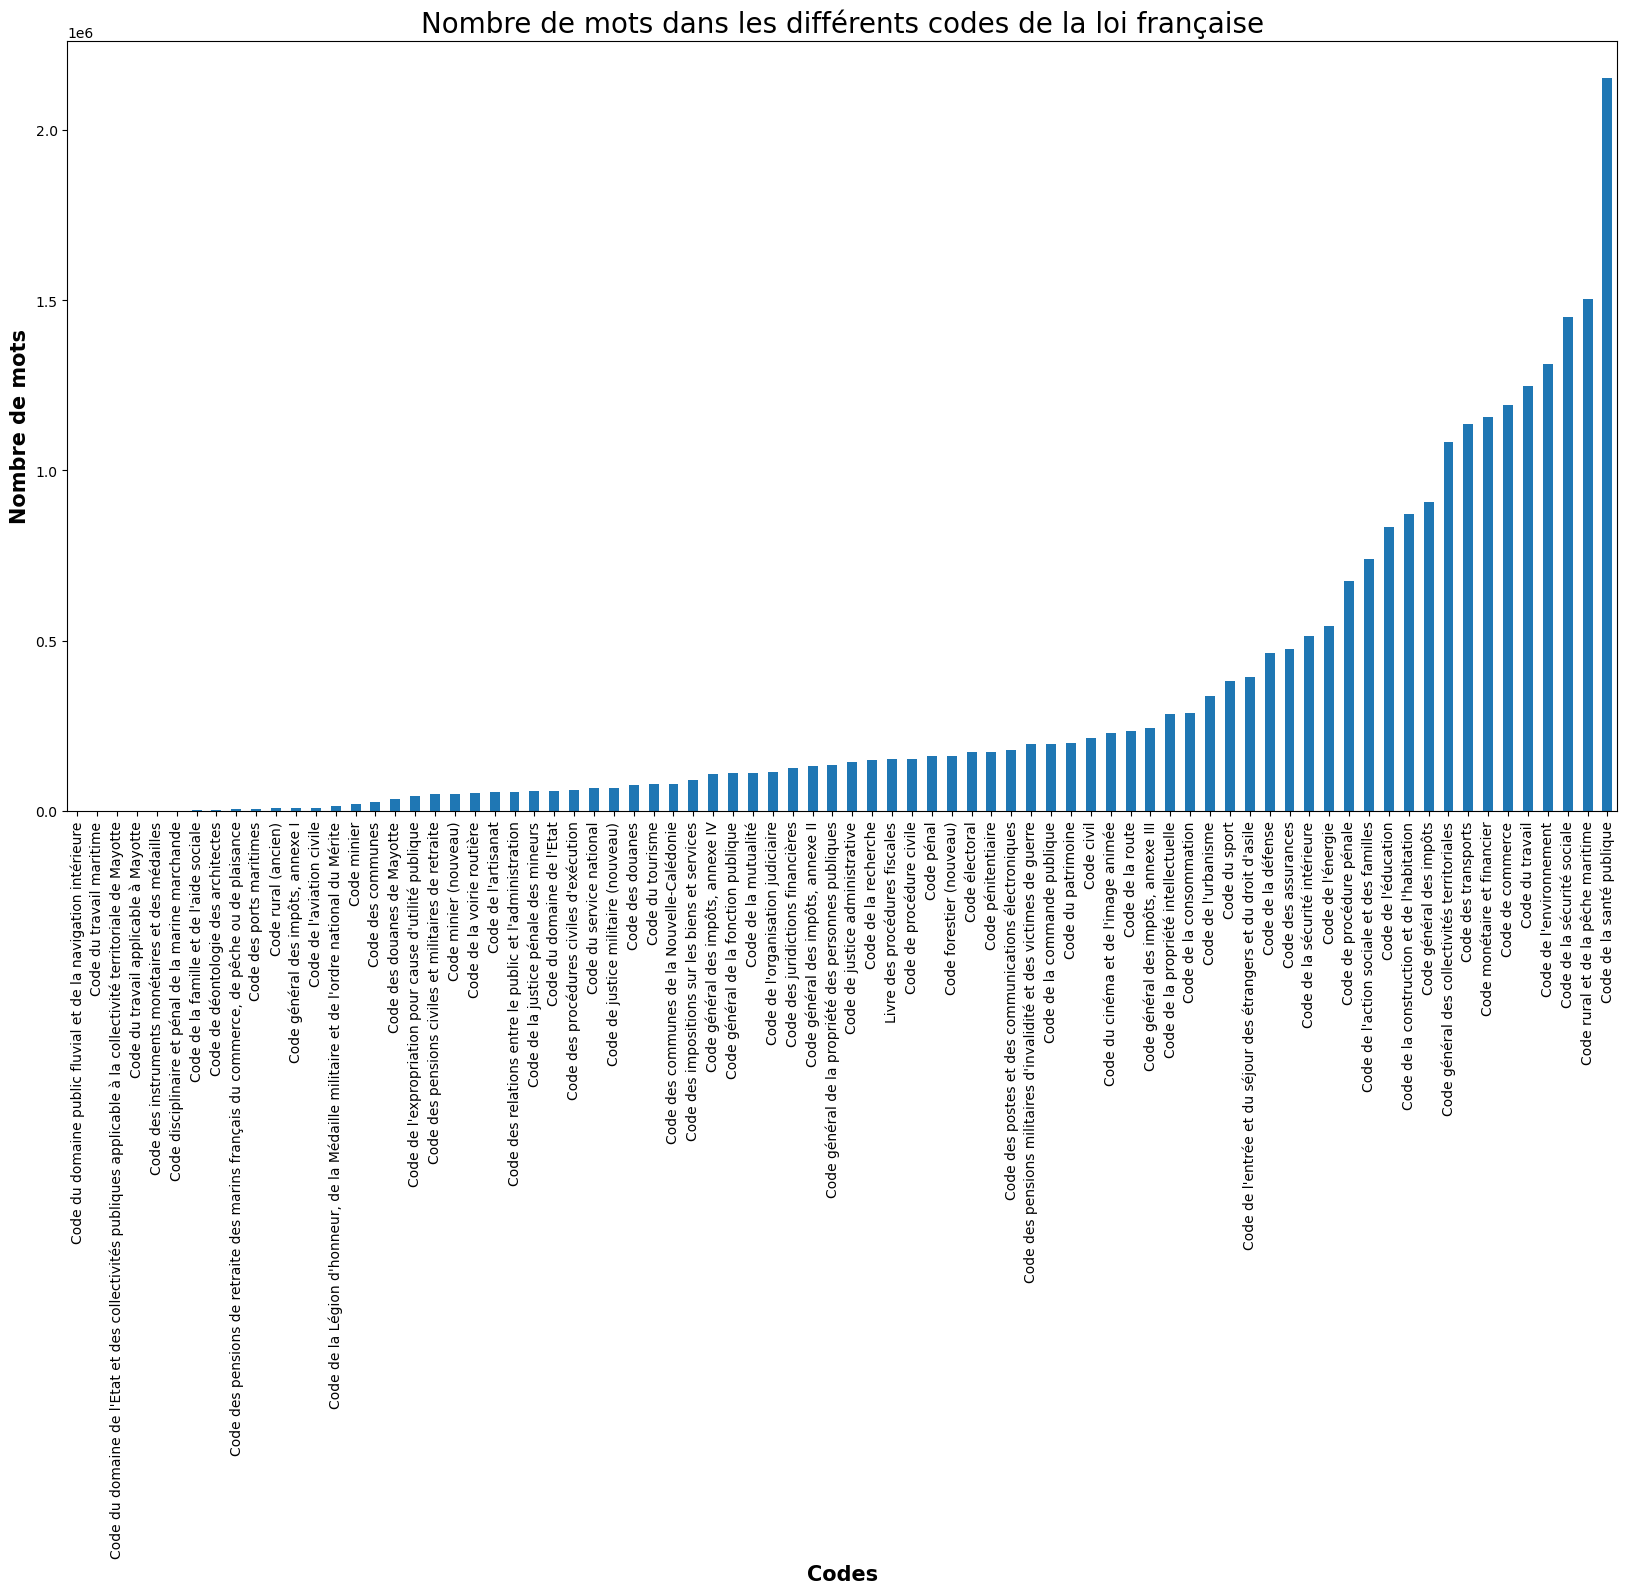 Nombre de mots dans les différents codes de la loi française
1e6
2.0
1.5
1.0
0.5
0.0
Nombre de mots
Code du domaine public fluvial et de la navigation intérieure
Code du travail maritime
Code du domaine de l'Etat et des collectivités publiques applicable à la collectivité territoriale de Mayotte
Code du travail applicable à Mayotte
Code des instruments monétaires et des médailles
Code disciplinaire et pénal de la marine marchande
Code de la famille et de l'aide sociale
Code de déontologie des architectes
Code des pensions de retraite des marins français du commerce, de pêche ou de plaisance
Code des ports maritimes
Code rural (ancien)
Code général des impôts, annexe I
Code de l'aviation civile
Code de la Légion d'honneur, de la Médaille militaire et de l'ordre national du Mérite
Code minier
Code des communes
Code des douanes de Mayotte
Code de l'expropriation pour cause d'utilité publique
Code des pensions civiles et militaires de retraite
Code minier (nouveau)
Code de la voirie routière
Code de l'artisanat
Code des relations entre le public et l'administration
Code de la justice pénale des mineurs
Code du domaine de l'Etat
Code des procédures civiles d'exécution
Code du service national
Code de justice militaire (nouveau)
Code des douanes
Code du tourisme
Code des communes de la Nouvelle-Calédonie
Code des impositions sur les biens et services
Code général des impôts, annexe IV
Code général de la fonction publique
Code de la mutualité
Code de l'organisation judiciaire
Code des juridictions financières
Code général des impôts, annexe II
Code général de la propriété des personnes publiques
Code de justice administrative
Code de la recherche
Livre des procédures fiscales
Code de procédure civile
Code pénal
Code forestier (nouveau)
Code électoral
Code pénitentiaire
Code des postes et des communications électroniques
Code des pensions militaires d'invalidité et des victimes de guerre
Code de la commande publique
Code du patrimoine
Code civil
Code du cinéma et de l'image animée
Code de la route
Code général des impôts, annexe III
Code de la propriété intellectuelle
Code de la consommation
Code de l'urbanisme
Code du sport
Code de l'entrée et du séjour des étrangers et du droit d'asile
Code de la défense
Code des assurances
Code de la sécurité intérieure
Code de l'énergie
Code de procédure pénale
Code de l'action sociale et des familles
Code de l'éducation
Code de la construction et de l'habitation
Code général des impôts
Code général des collectivités territoriales
Code des transports
Code monétaire et financier
Code de commerce
Code du travail
Code de l'environnement
Code de la sécurité sociale
Code rural et de la pêche maritime
Code de la santé publique
Codes